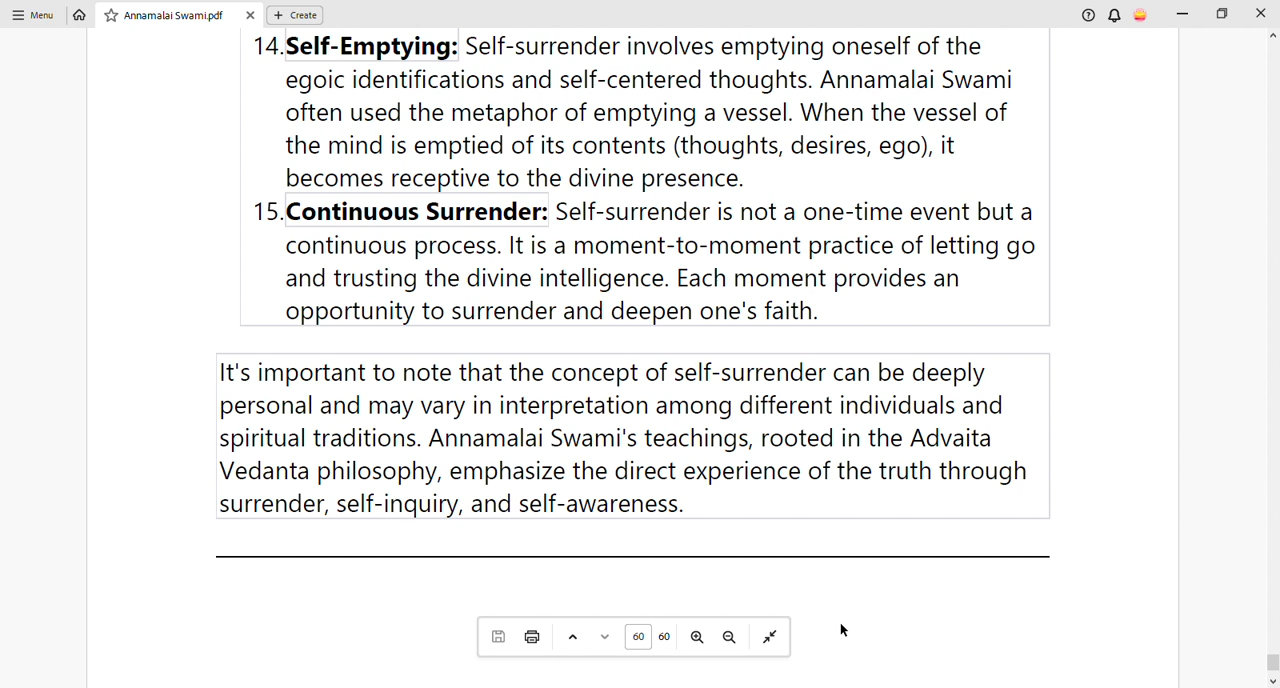 Menu
Annamalai Swami.pdf
Create
14. Self-Emptying: Self-surrender involves emptying oneself of the
egoic identifications and self-centered thoughts. Annamalai Swami
often used the metaphor of emptying a vessel. When the vessel of
the mind is emptied of its contents (thoughts, desires, ego), it
becomes receptive to the divine presence.
15. Continuous Surrender: Self-surrender is not a one-time event but a
continuous process. It is a moment-to-moment practice of letting go
and trusting the divine intelligence. Each moment provides an
opportunity to surrender and deepen one's faith.
It's important to note that the concept of self-surrender can be deeply
personal and may vary in interpretation among different individuals and
spiritual traditions. Annamalai Swami's teachings, rooted in the Advaita
Vedanta philosophy, emphasize the direct experience of the truth through
surrender, self-inquiry, and self-awareness.
60 60